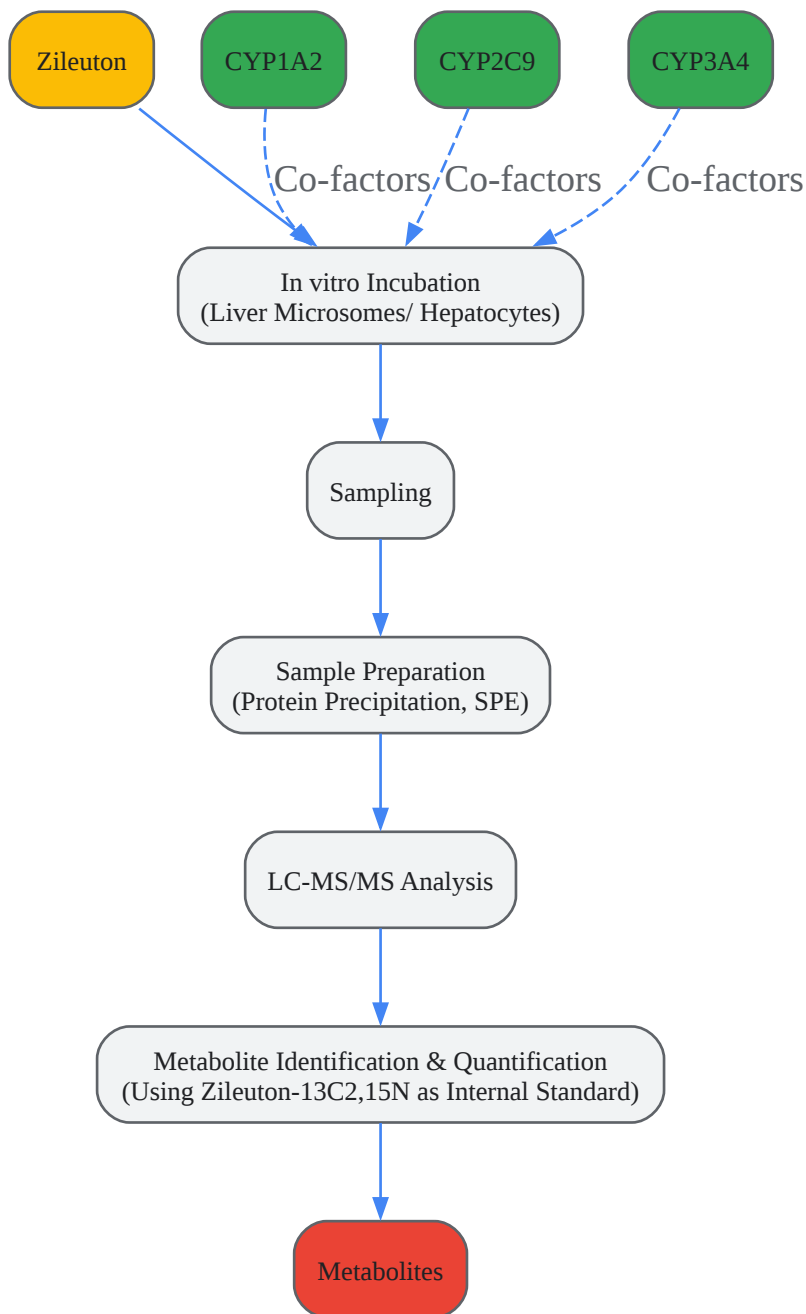 Zileuton
CYP1A2
CYP2C9
CYP3A4
Co-factors
Co-factors
Co-factors
In vitro Incubation
(Liver Microsomes/ Hepatocytes)
Sampling
Sample Preparation
(Protein Precipitation, SPE)
LC-MS/MS Analysis
Metabolite Identification & Quantification
(Using Zileuton-13C2,15N as Internal Standard)
Metabolites